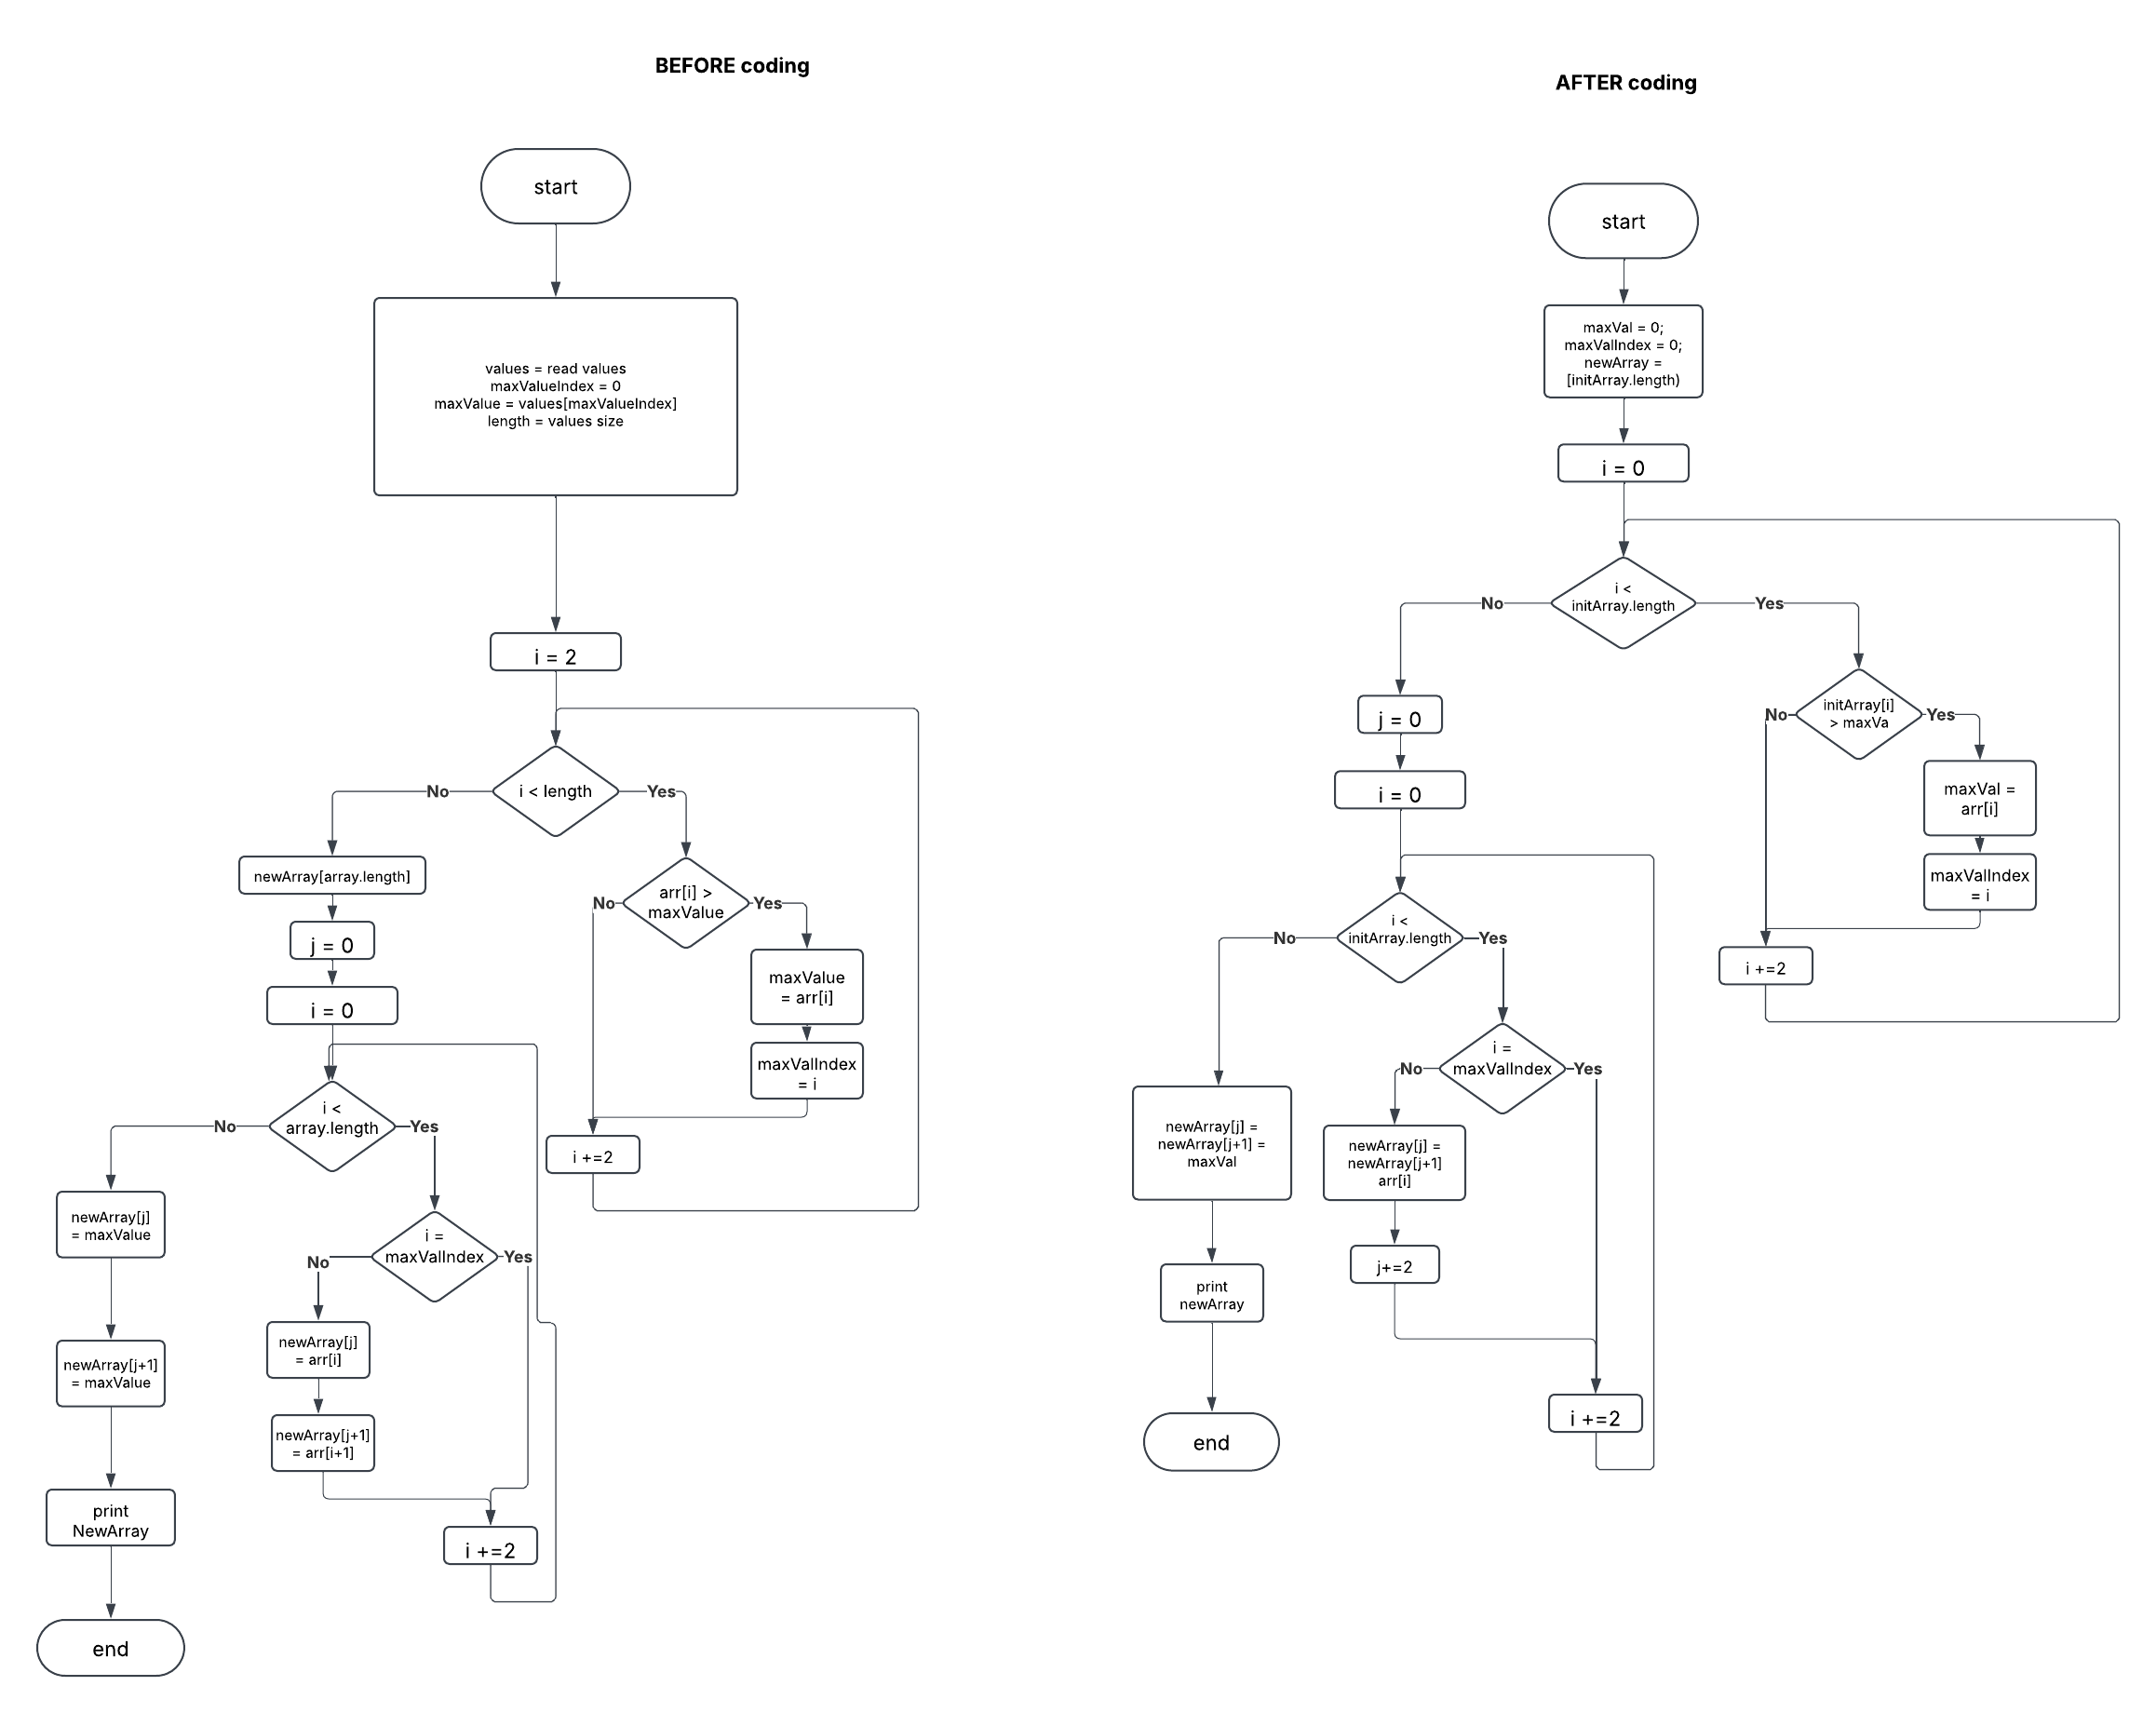 BEFORE coding
start
values = read values
maxValueIndex = 0
maxValue = values[maxValueIndex]
length = values size
i = 2
i < length
No
Yes
newArray[array.length]
j = 0
i = 0
arr[i] >
maxValue
No
Yes
maxValue
= arr[i]
maxValIndex
= i
i +=2
i <
array.length
No
Yes
newArray[j]
= maxValue
newArray[j+1]
= maxValue
print
NewArray
end
i =
maxValIndex
No
Yes
newArray[j]
= arr[i]
newArray[j+1]
= arr[i+1]
i +=2
AFTER coding
start
maxVal = 0;
maxValIndex = 0;
newArray =
[initArray.length)
i = 0
i <
initArray.length
No
Yes
j = 0
i = 0
initArray[i]
> maxVa
No
Yes
maxVal =
arr[i]
maxValIndex
= i
i +=2
i <
initArray.length
No
Yes
newArray[j] =
newArray[j+1] =
maxVal
print
newArray
end
i =
maxValIndex
No
Yes
newArray[j] =
newArray[j+1]
arr[i]
j+=2
i +=2